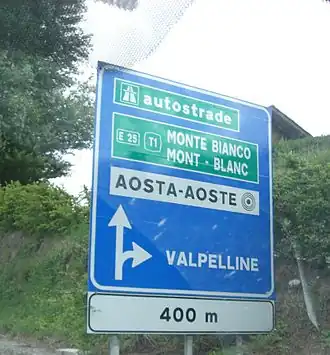 autostrade
E 25 T1 MONTE BIANCO
MONT - BLANC
AOSTA-AOSTE
VALPELLINE
400 m